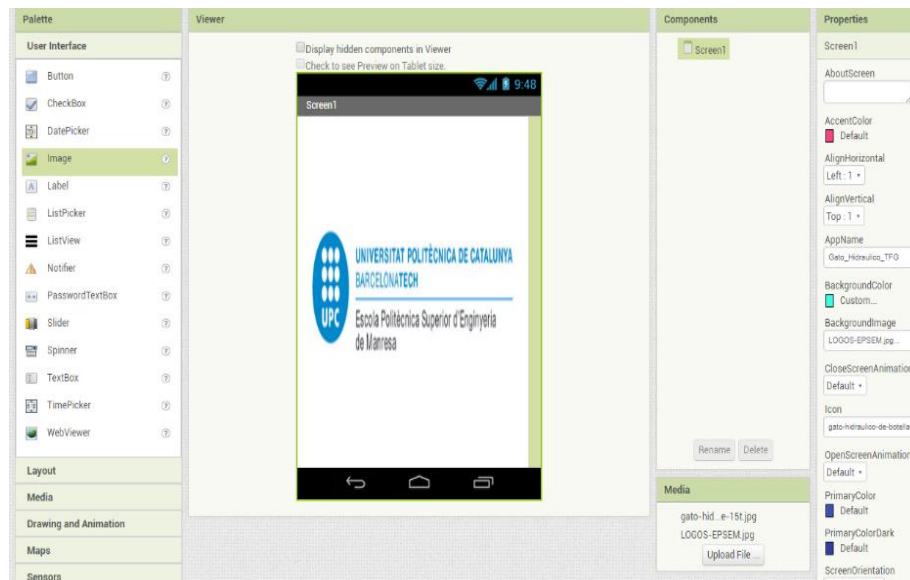 Palette
User Interface
Button
CheckBox
DatePicker
Image
Label
ListPicker
ListView
Notifier
PasswordTextBox
Slider
Spinner
TextBox
TimePicker
WebViewer
Layout
Media
Drawing and Animation
Maps
Sensors
Viewer
Display hidden components in Viewer
Check to see Preview on Tablet size.
9:48
Screen1
UPC
UNIVERSITAT POLITÈCNICA DE CATALUNYA
BARCELONATECH
Escola Politècnica Superior d'Enginyeria
de Manresa
Components
Screen1
Rename Delete
Media
gato-hid...e-15t.jpg
LOGOS-EPSEM.jpg
Upload File ...
Properties
Screen1
AboutScreen
AccentColor
Default
AlignHorizontal
Left : 1
AlignVertical
Top : 1
AppName
Gato_Hidraulico_TFG
BackgroundColor
Custom...
BackgroundImage
LOGOS-EPSEM.jpg...
CloseScreenAnimation
Default
Icon
gato-hidraulico-de-botella
OpenScreenAnimation
Default
PrimaryColor
Default
PrimaryColorDark
Default
ScreenOrientation